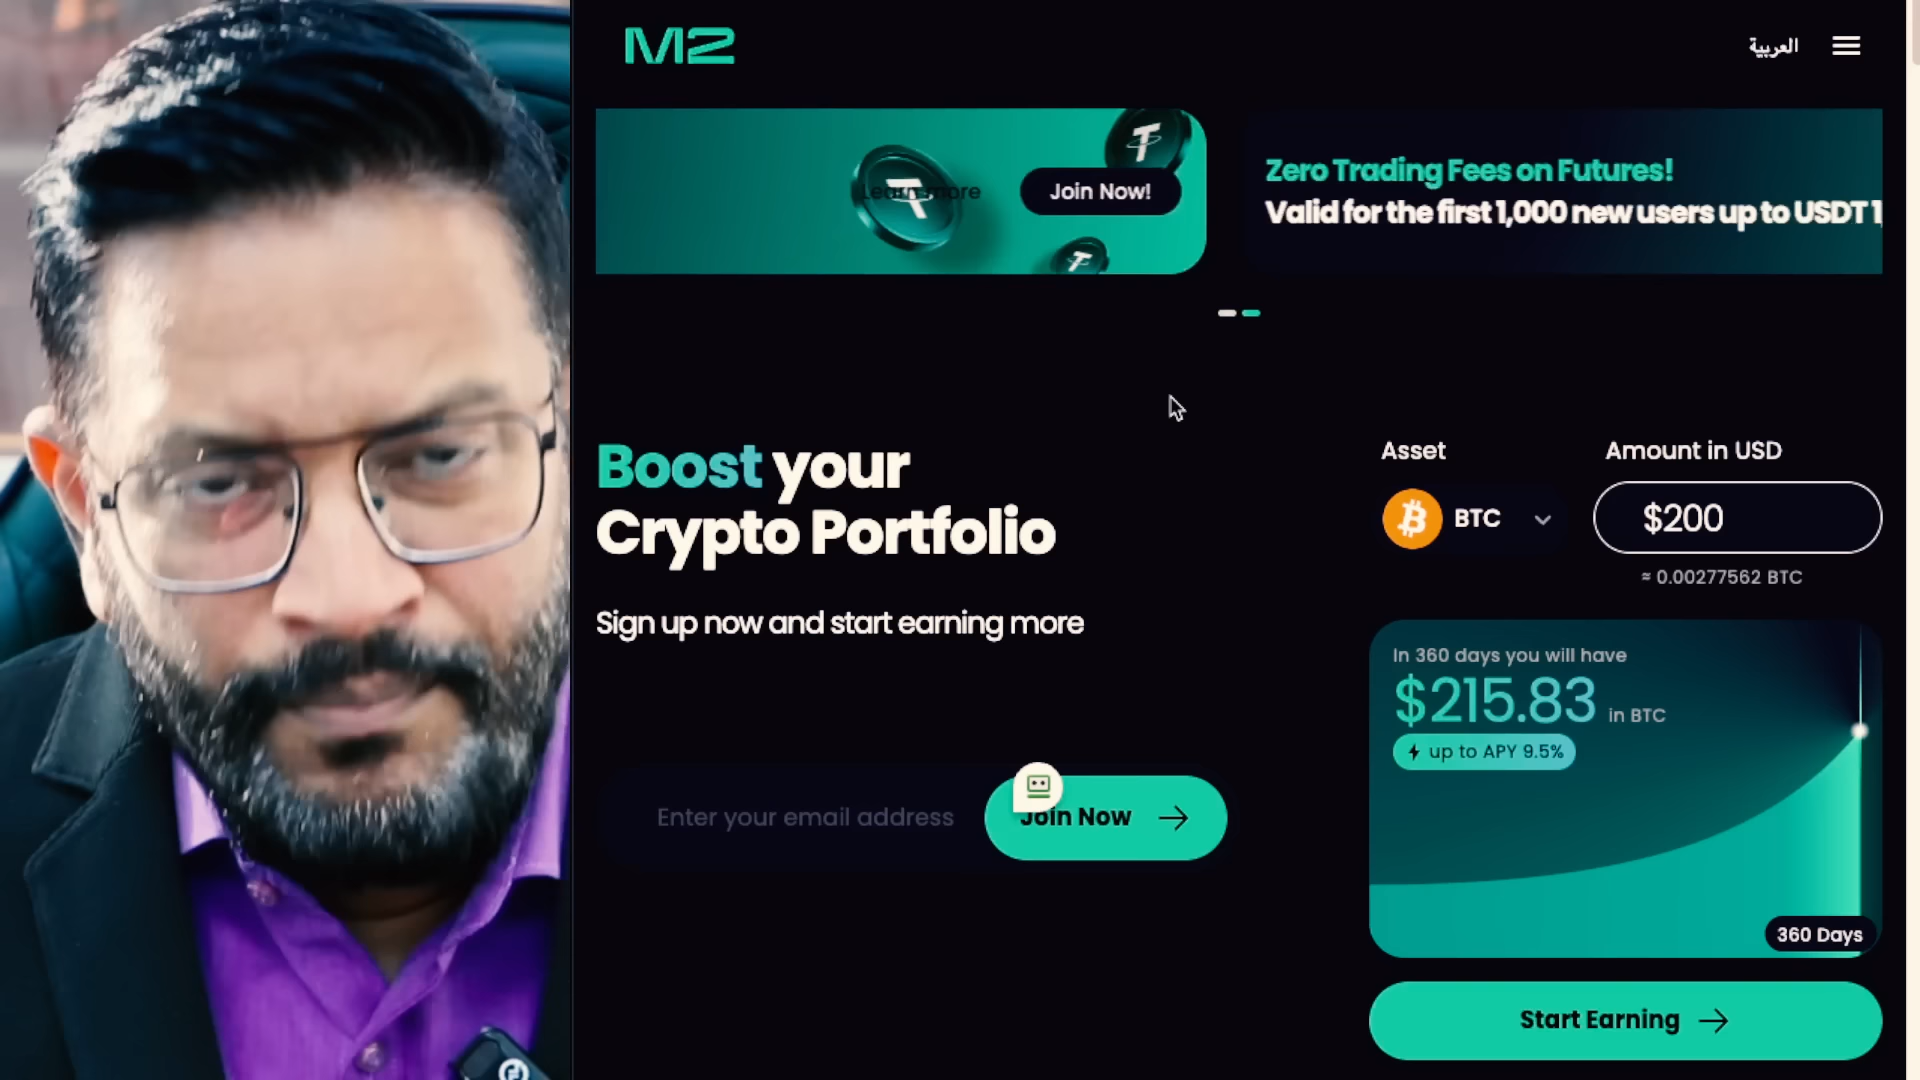 M2
العربية
Learn more
Join Now!
Zero Trading Fees on Futures!
Valid for the first 1,000 new users up to USDT 1,
Boost your
Crypto Portfolio
Sign up now and start earning more
Enter your email address
Join Now
Asset
Amount in USD
BTC
$200
≈ 0.00277562 BTC
In 360 days you will have
$215.83 in BTC
up to APY 9.5%
360 Days
Start Earning